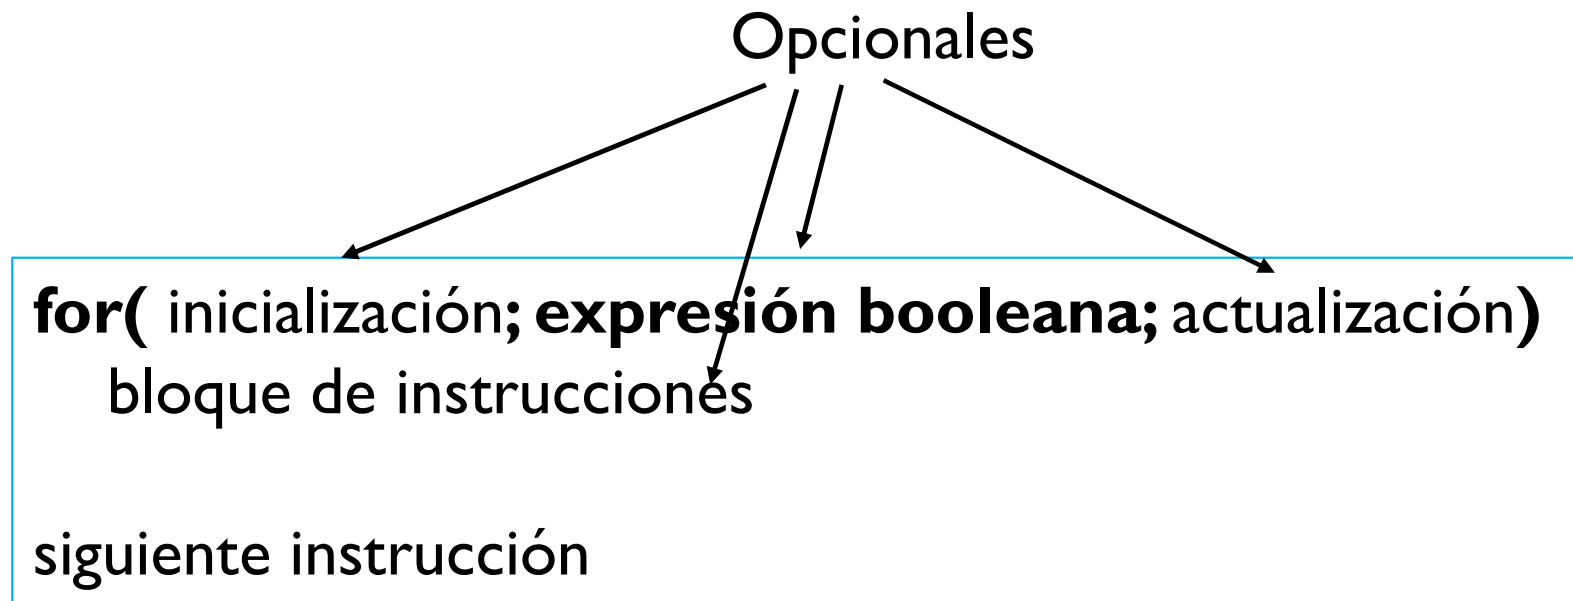 Opcionales
for( inicialización; expresión booleana; actualización)
bloque de instrucciones
siguiente instrucción